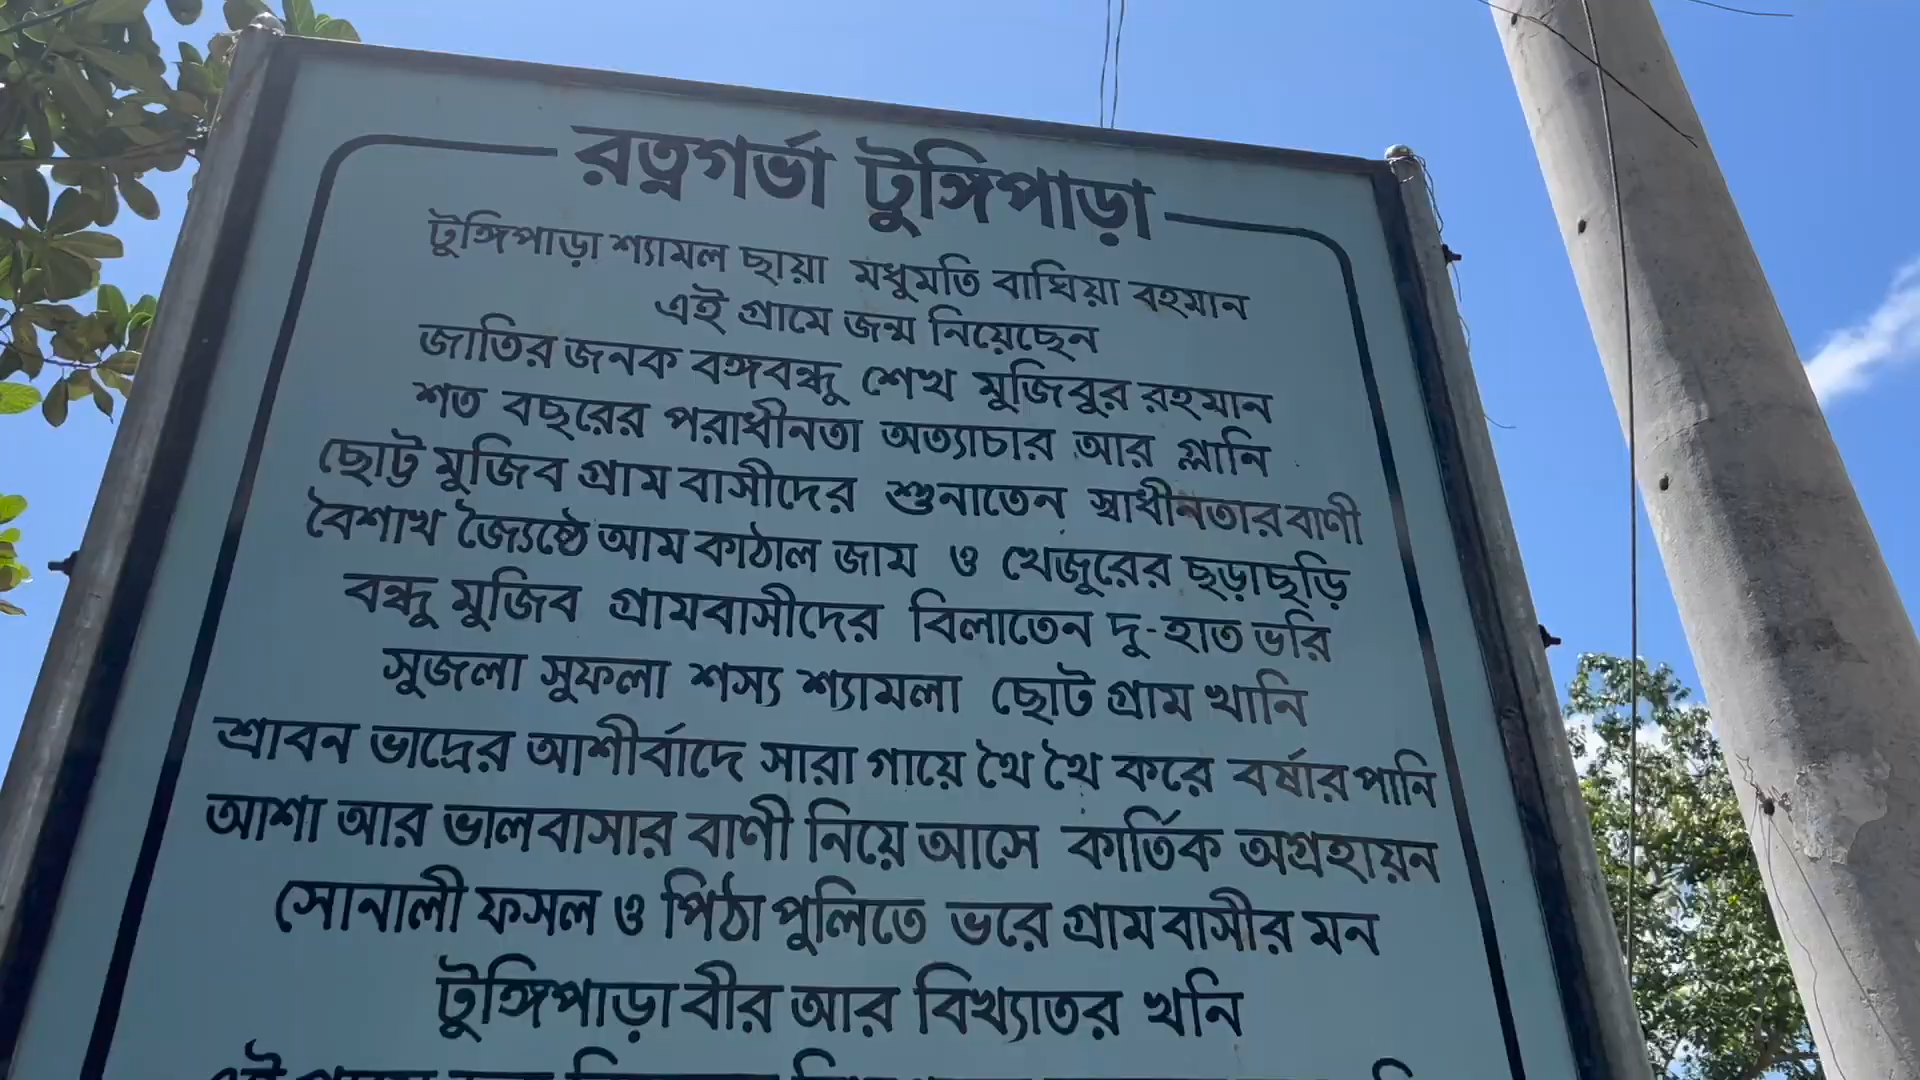 রত্নগর্ভা টুঙ্গিপাড়া
টুঙ্গিপাড়া শ্যামল ছায়া মধুমতি বাঘিয়া বহমান
এই গ্রামে জন্ম নিয়েছেন
জাতির জনক বঙ্গবন্ধু শেখ মুজিবুর রহমান
শত বছরের পরাধীনতা অত্যাচার আর গ্লানি
ছোট্ট মুজিব গ্রাম বাসীদের শুনাতেন স্বাধীনতার বাণী
বৈশাখ জ্যৈষ্ঠে আম কাঠাল জাম ও খেজুরের ছড়াছড়ি
বন্ধু মুজিব গ্রামবাসীদের বিলাতেন দু-হাত ভরি
সুজলা সুফলা শস্য শ্যামলা ছোট গ্রাম খানি
শ্রাবন ভাদ্রের আশীর্বাদে সারা গায়ে থৈ থৈ করে বর্ষার পানি
আশা আর ভালবাসার বাণী নিয়ে আসে কার্তিক অগ্রহায়ন
সোনালী ফসল ও পিঠা পুলিতে ভরে গ্রাম বাসীর মন
টুঙ্গিপাড়া বীর আর বিখ্যাতর খনি